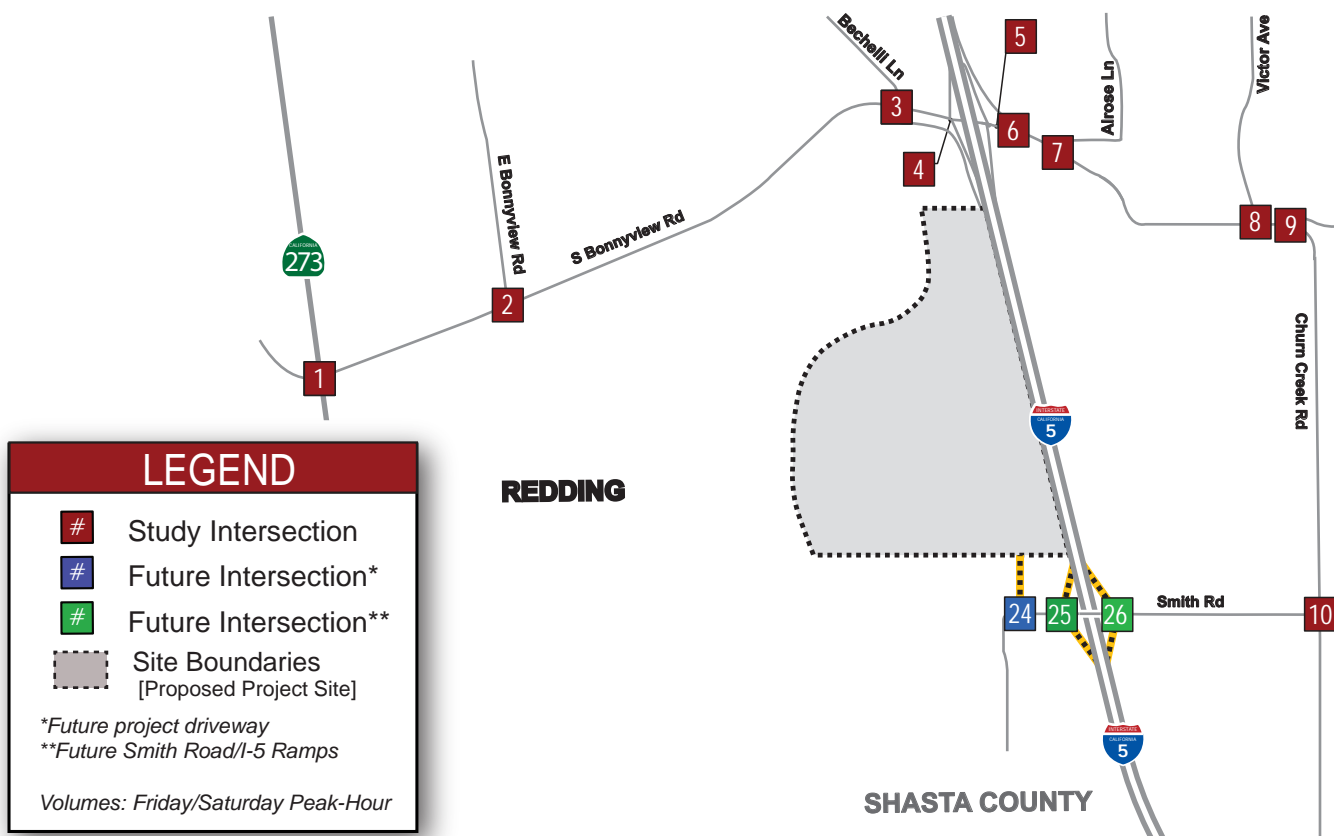 Bechelli Ln
5
Airose Ln
Victor Ave
3
6
7
4
E Bonnyview Rd
S Bonnyview Rd
8
9
CALIFORNIA
273
2
1
Churn Creek Rd
INTERSTATE
CALIFORNIA
5
REDDING
LEGEND
# Study Intersection
# Future Intersection*
# Future Intersection**
Site Boundaries
[Proposed Project Site]
*Future project driveway
**Future Smith Road/I-5 Ramps
Volumes: Friday/Saturday Peak-Hour
24
25
26
Smith Rd
10
INTERSTATE
CALIFORNIA
5
SHASTA COUNTY